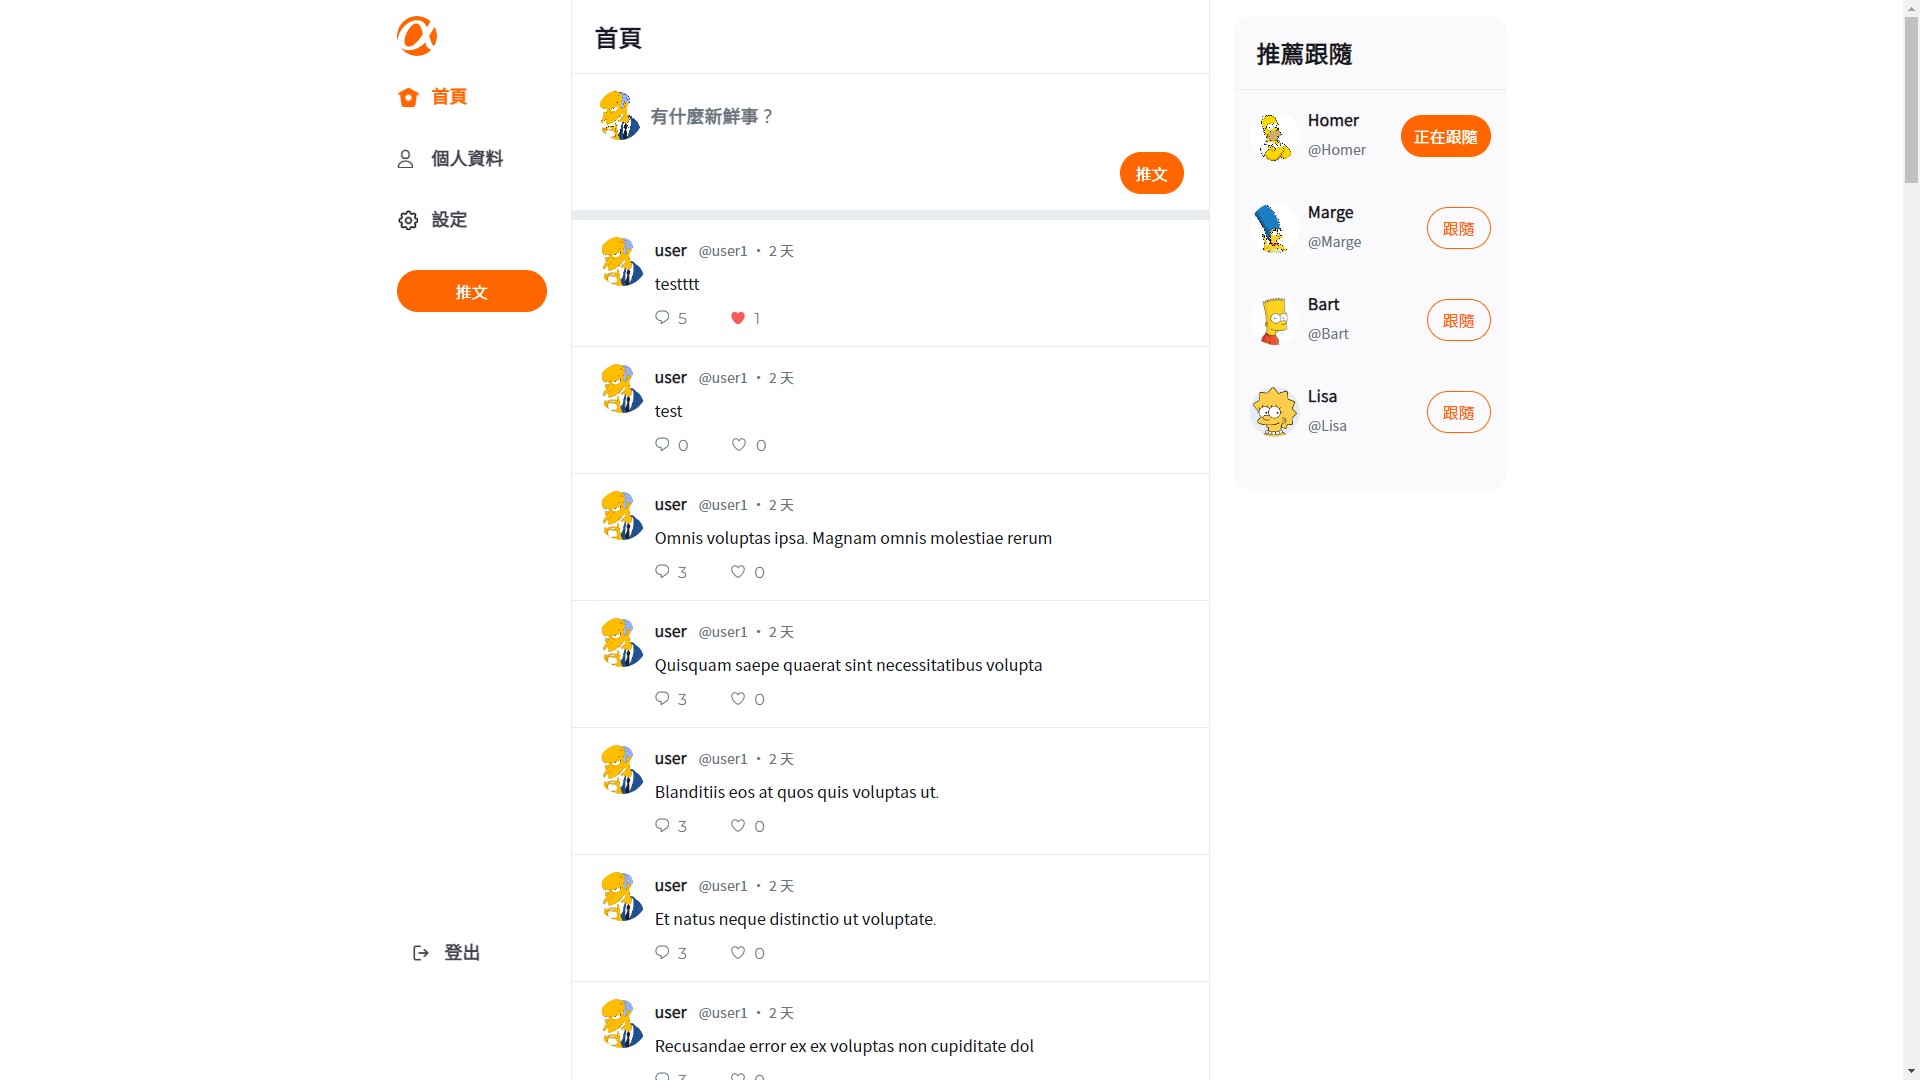 首頁
個人資料
設定
推文
登出
首頁
有什麼新鮮事？
推文
user @user1 · 2 天
testttt
5 1
user @user1 · 2 天
test
0 0
user @user1 · 2 天
Omnis voluptas ipsa. Magnam omnis molestiae rerum
3 0
user @user1 · 2 天
Quisquam saepe quaerat sint necessitatibus volupta
3 0
user @user1 · 2 天
Blanditiis eos at quos quis voluptas ut.
3 0
user @user1 · 2 天
Et natus neque distinctio ut voluptate.
3 0
user @user1 · 2 天
Recusandae error ex ex voluptas non cupiditate dol
3 0
推薦跟隨
Homer
@Homer
正在跟隨
Marge
@Marge
跟隨
Bart
@Bart
跟隨
Lisa
@Lisa
跟隨